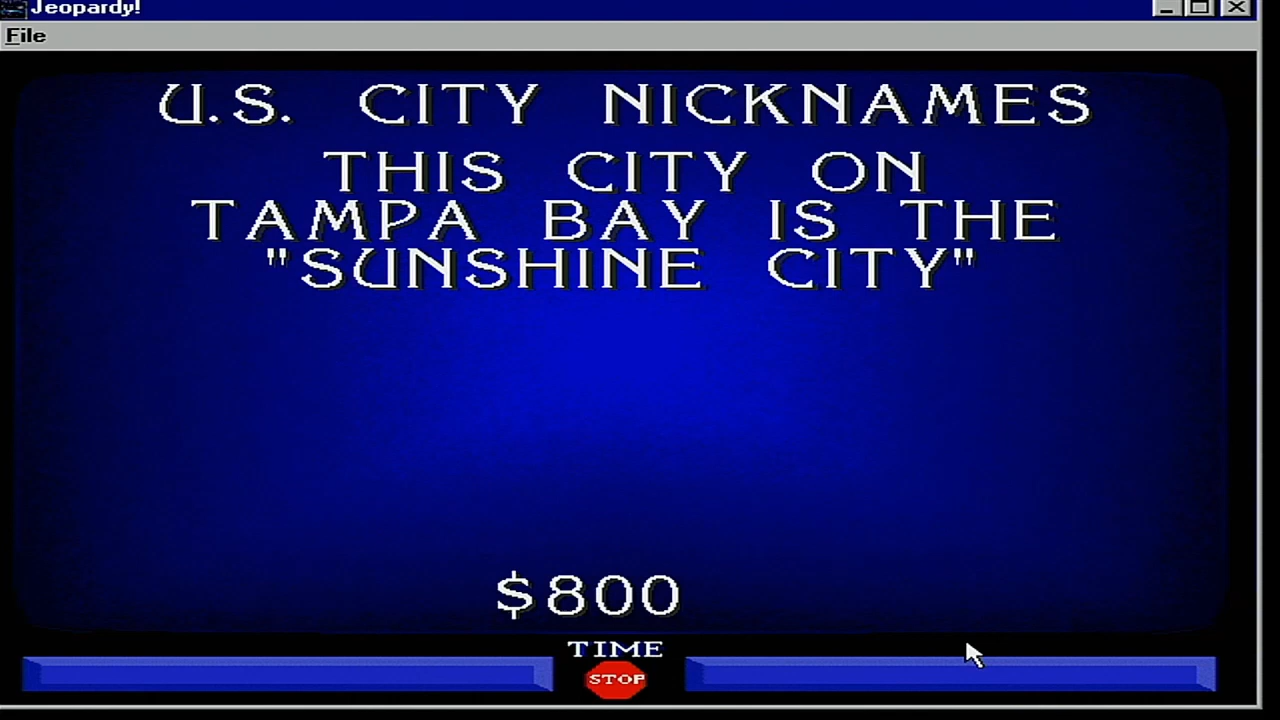 Jeopardy!
File
U.S. CITY NICKNAMES
THIS CITY ON
TAMPA BAY IS THE
"SUNSHINE CITY"
$800
TIME
STOP